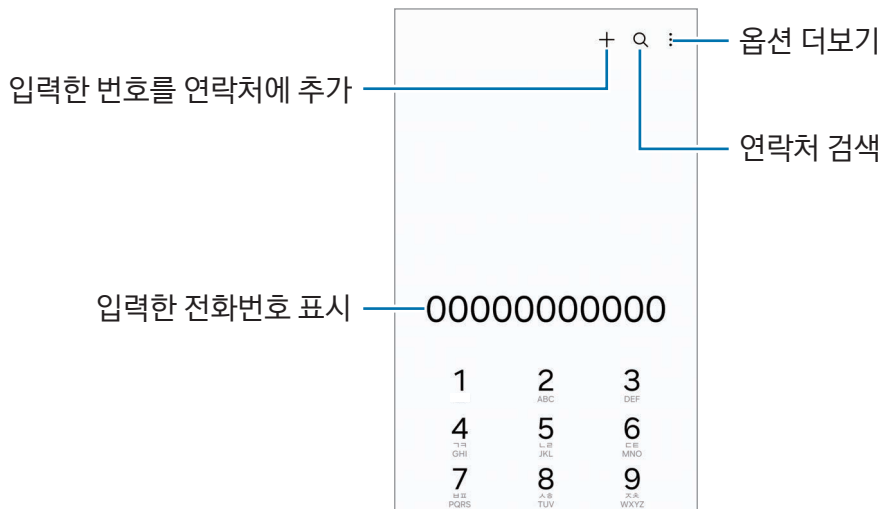 옵션 더보기
입력한 번호를 연락처에 추가
연락처 검색
입력한 전화번호 표시
00000000000
1 2 3
ABC DEF
4 5 6
ㄱㅋ ㄴㄹ ㄷㅌ
GHI JKL MNO
7 8 9
ㅂㅍ ㅅㅎ ㅈㅊ
PQRS TUV WXYZ